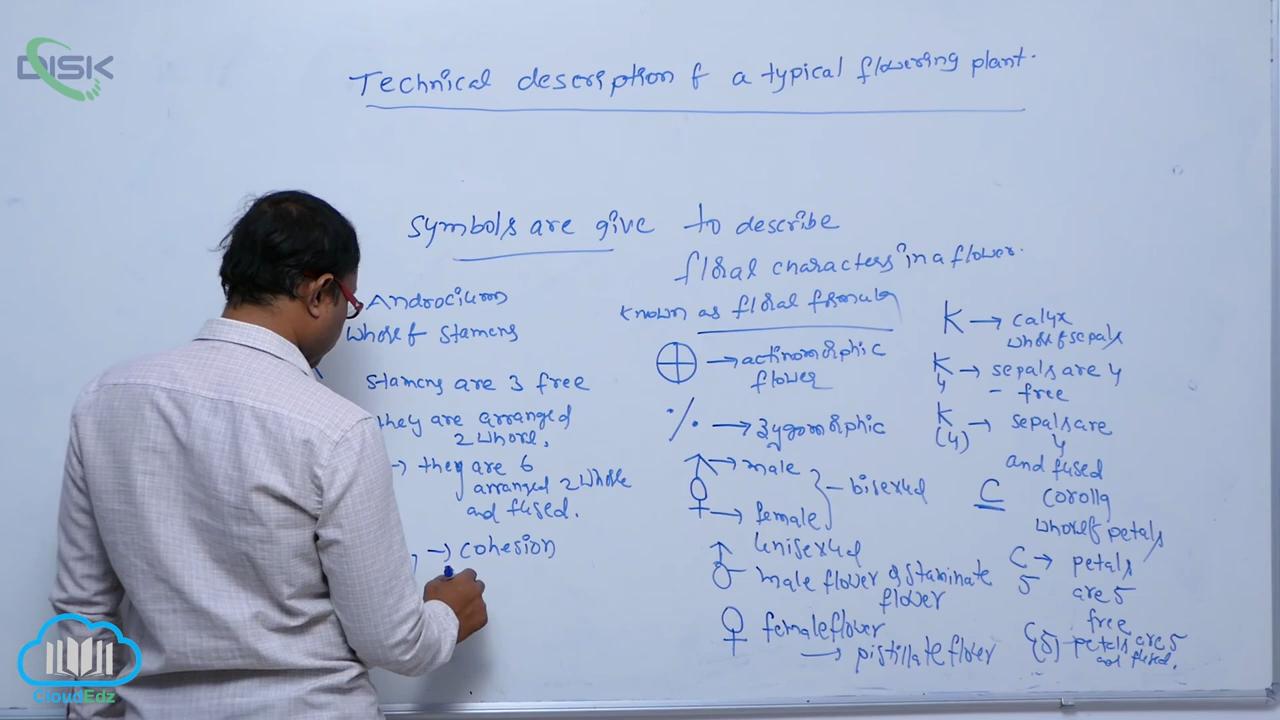 DISK
Technical description of a typical flowering plant.
Symbols are give to describe
floral characters in a flower.
known as floral formula
Androcium
whorl of stamens
stamens are 3 free
they are arranged
2 whorl.
→ they are 6
arranged 2 whorl
and fused.
→ cohesion
⊕ → actinomorphic
flower
% → zygomorphic
→ male
→ female
} - bisexual
unisexual
♂ male flower or staminate
flower
♀ female flower
→ pistillate flower
K → calyx
whorl of sepals
K4 → sepals are 4
- free
K(4) → sepals are
4
and fused
C corolla
whorl of petals
C5 → petals
are 5
free
C(5) - petals are 5
and fused.
CloudEdz